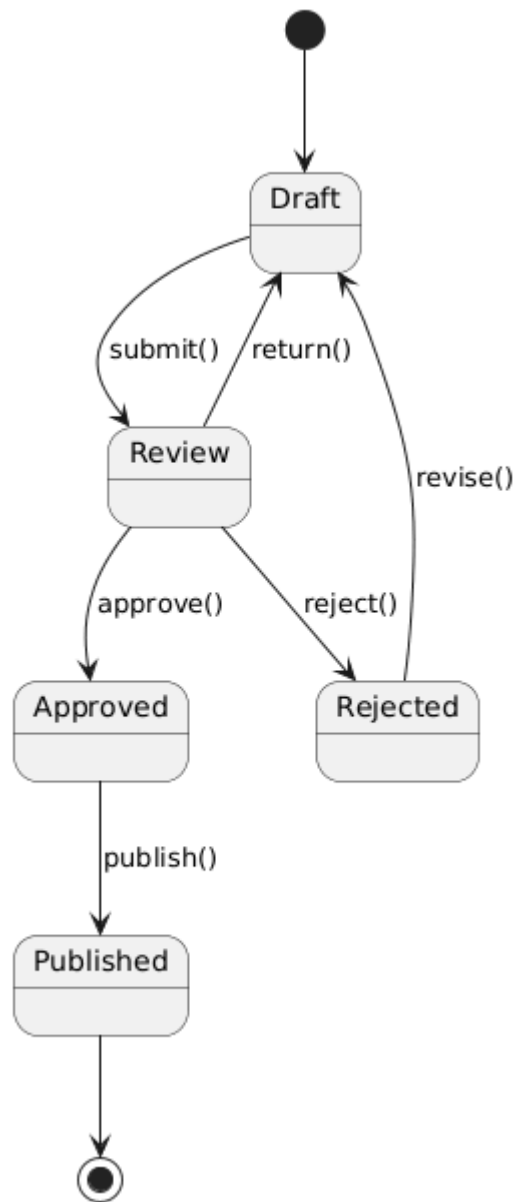 Draft
submit()
return()
Review
revise()
approve()
reject()
Approved
Rejected
publish()
Published